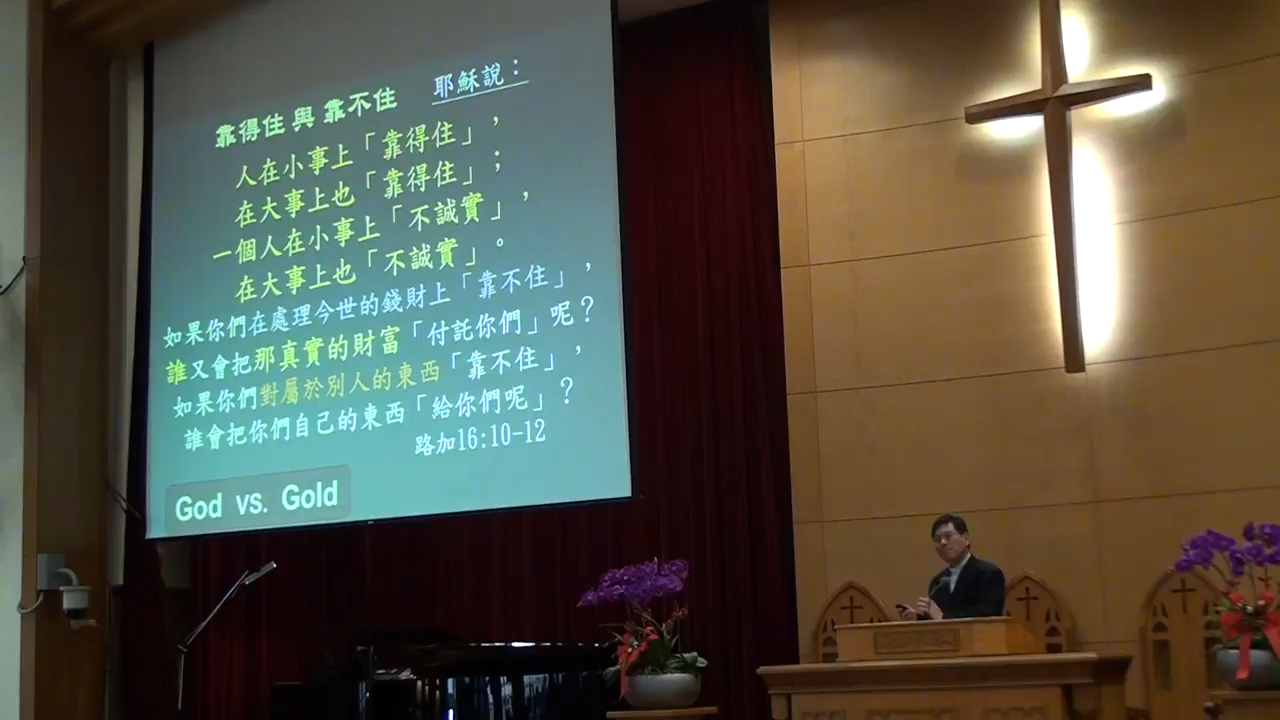 靠得住 與 靠不住 耶穌說：
人在小事上「靠得住」，
在大事上也「靠得住」；
一個人在小事上「不誠實」，
在大事上也「不誠實」。
如果你們在處理今世的錢財上「靠不住」，
誰又會把那真實的財富「付託你們」呢？
如果你們對屬於別人的東西「靠不住」，
誰會把你們自己的東西「給你們呢」？
路加16:10-12
God vs. Gold